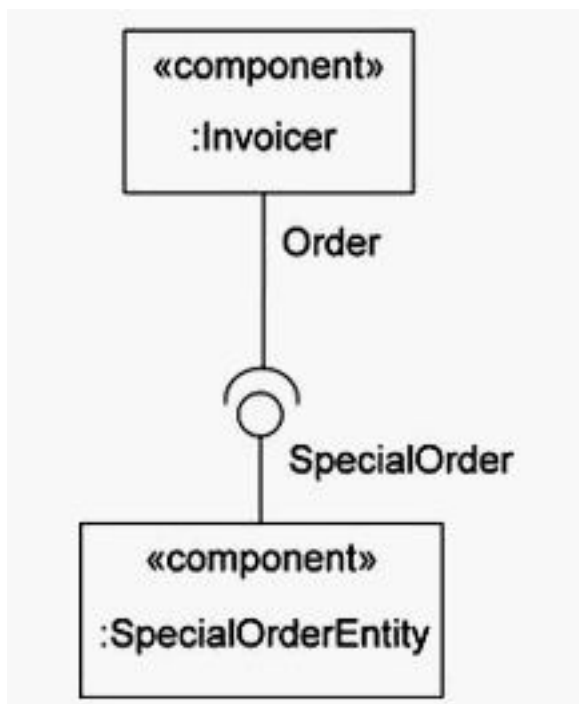 «component»
:Invoicer
Order
SpecialOrder
«component»
:SpecialOrderEntity